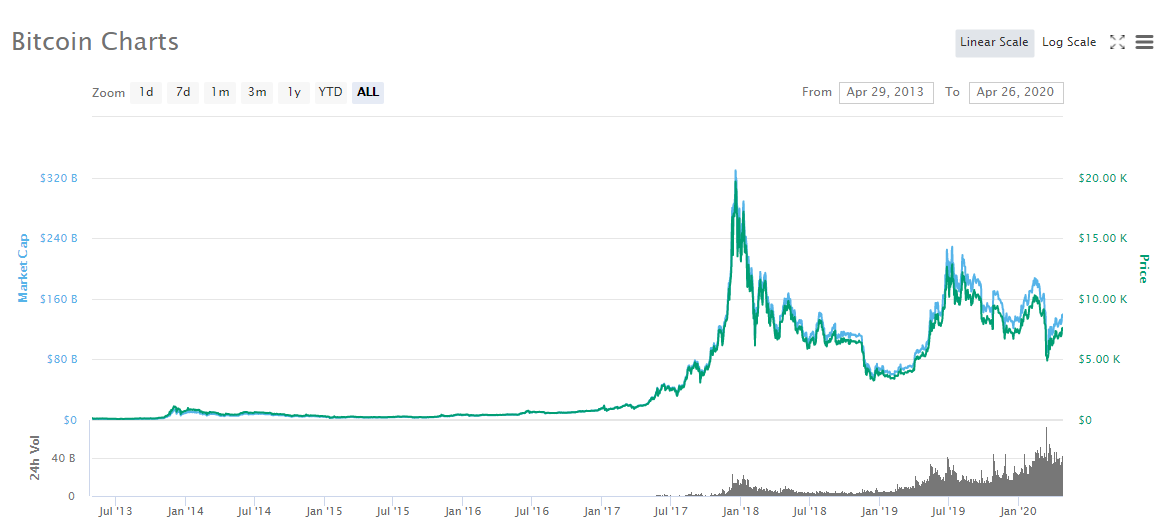 Bitcoin Charts
Linear Scale Log Scale
Zoom 1d 7d 1m 3m 1y YTD ALL From Apr 29, 2013 To Apr 26, 2020
$320 B $20.00 K
$240 B $15.00 K
Market Cap Price
$160 B $10.00 K
$80 B $5.00 K
$0 $0
24h Vol
40 B
0
Jul '13 Jan '14 Jul '14 Jan '15 Jul '15 Jan '16 Jul '16 Jan '17 Jul '17 Jan '18 Jul '18 Jan '19 Jul '19 Jan '20